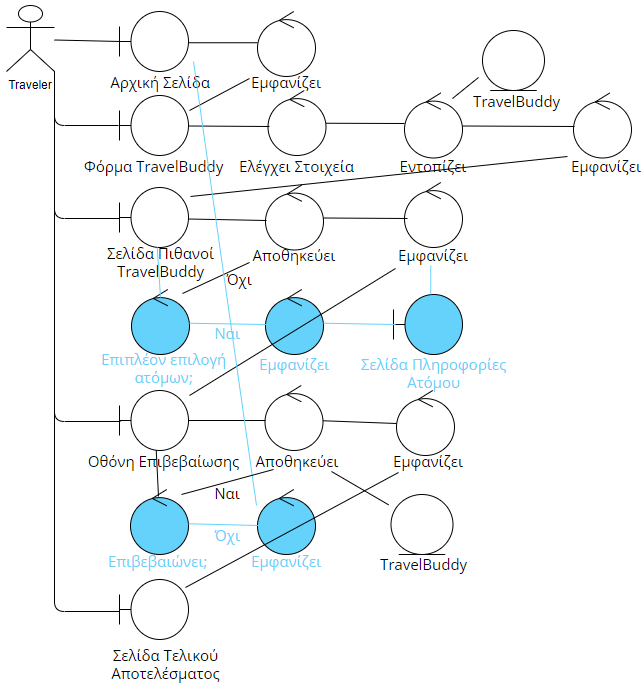 Traveler
Αρχική Σελίδα
Εμφανίζει
TravelBuddy
Φόρμα TravelBuddy
Ελέγχει Στοιχεία
Εντοπίζει
Εμφανίζει
Σελίδα Πιθανοί
TravelBuddy
Αποθηκεύει
Εμφανίζει
Όχι
Ναι
Επιπλέον επιλογή
ατόμων;
Εμφανίζει
Σελίδα Πληροφορίες
Ατόμου
Οθόνη Επιβεβαίωσης
Αποθηκεύει
Εμφανίζει
Ναι
Όχι
Επιβεβαιώνει;
Εμφανίζει
TravelBuddy
Σελίδα Τελικού
Αποτελέσματος